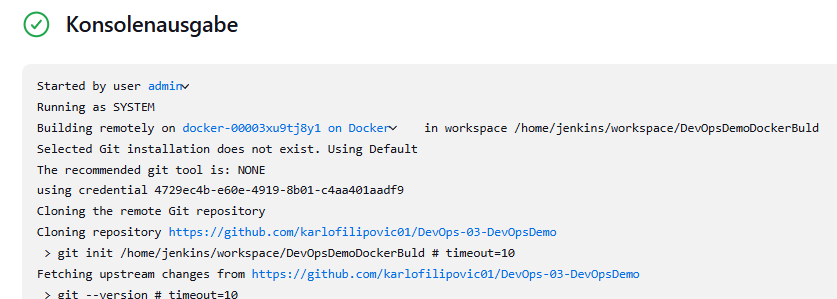 Konsolenausgabe
Started by user admin
Running as SYSTEM
Building remotely on docker-00003xu9tj8y1 on Docker in workspace /home/jenkins/workspace/DevOpsDemoDockerBuld
Selected Git installation does not exist. Using Default
The recommended git tool is: NONE
using credential 4729ec4b-e60e-4919-8b01-c4aa401aadf9
Cloning the remote Git repository
Cloning repository https://github.com/karlofilipovic01/DevOps-03-DevOpsDemo
> git init /home/jenkins/workspace/DevOpsDemoDockerBuld # timeout=10
Fetching upstream changes from https://github.com/karlofilipovic01/DevOps-03-DevOpsDemo
> git --version # timeout=10